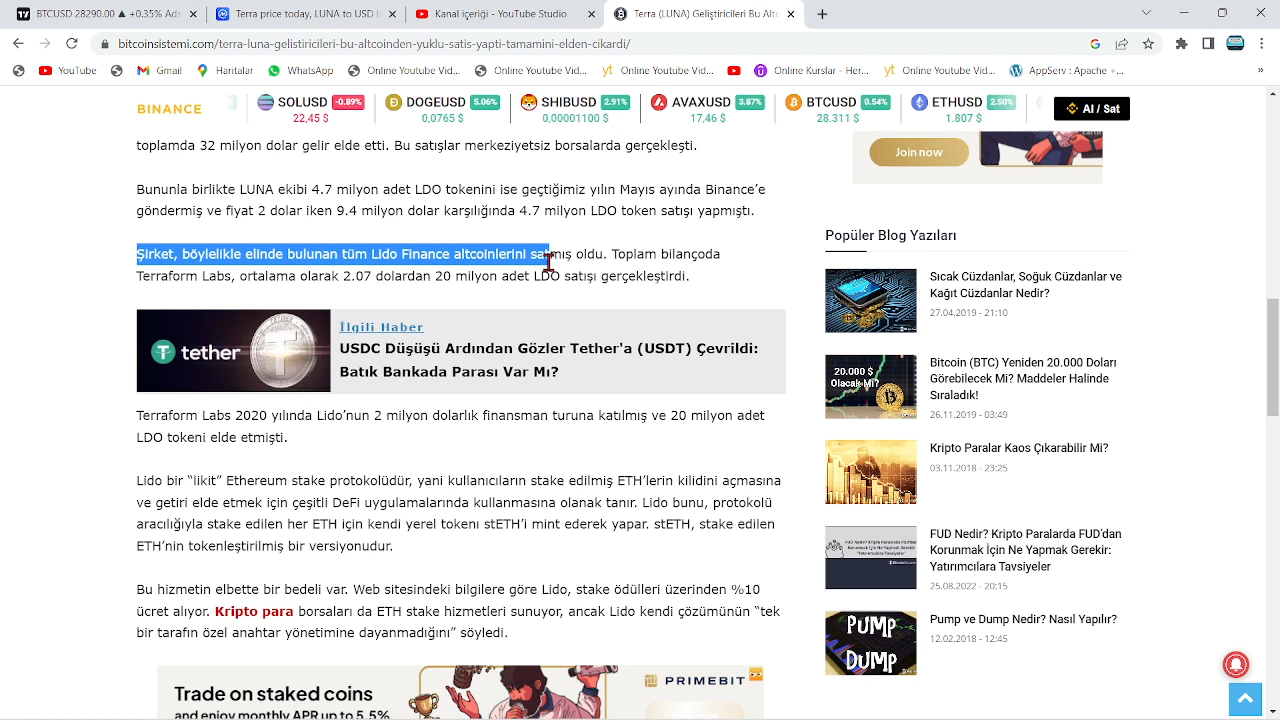 BTCUSD 28290.00 ▲ +0.35% Ads
Terra (LUNA) fiyatı, LUNA USD l
Kanal içeriği - YouTube Studio
Terra (LUNA) Geliştiricileri Bu Altc
bitcoinsistemi.com/terra-luna-gelistiricileri-bu-altcoinden-yuklu-satis-yapti-tamamini-elden-cikardi/
YouTube
Gmail
Haritalar
WhatsApp
Online Youtube Vid...
Online Youtube Vid...
Online Youtube Vid...
Online Kurslar - Her...
Online Youtube Vid...
AppServ : Apache +...
»
BINANCE
SOLUSD -0.89%
22,45 $
DOGEUSD 5.06%
0,0765 $
SHIBUSD 2.91%
0,00001100 $
AVAXUSD 3.87%
17,46 $
BTCUSD 0.54%
28.311 $
ETHUSD 2.50%
1.807 $
Al / Sat
toplamda 32 milyon dolar gelir elde etti. Bu satışlar merkeziyetsiz borsalarda gerçekleşti.
Bununla birlikte LUNA ekibi 4.7 milyon adet LDO tokenini ise geçtiğimiz yılın Mayıs ayında Binance’e
göndermiş ve fiyat 2 dolar iken 9.4 milyon dolar karşılığında 4.7 milyon LDO token satışı yapmıştı.
Şirket, böylelikle elinde bulunan tüm Lido Finance altcoinlerini satmış oldu. Toplam bilançoda
Terraform Labs, ortalama olarak 2.07 dolardan 20 milyon adet LDO satışı gerçekleştirdi.
tether
İlgili Haber
USDC Düşüşü Ardından Gözler Tether'a (USDT) Çevrildi:
Batık Bankada Parası Var Mı?
Terraform Labs 2020 yılında Lido’nun 2 milyon dolarlık finansman turuna katılmış ve 20 milyon adet
LDO tokeni elde etmişti.
Lido bir “likit” Ethereum stake protokolüdür, yani kullanıcıların stake edilmiş ETH’lerin kilidini açmasına
ve getiri elde etmek için çeşitli DeFi uygulamalarında kullanmasına olanak tanır. Lido bunu, protokolü
aracılığıyla stake edilen her ETH için kendi yerel tokenı stETH’i mint ederek yapar. stETH, stake edilen
ETH’nin tokenleştirilmiş bir versiyonudur.
Bu hizmetin elbette bir bedeli var. Web sitesindeki bilgilere göre Lido, stake ödülleri üzerinden %10
ücret alıyor. Kripto para borsaları da ETH stake hizmetleri sunuyor, ancak Lido kendi çözümünün “tek
bir tarafın özel anahtar yönetimine dayanmadığını” söyledi.
Trade on staked coins
and enjoy monthly APR up to 5.5%
PRIMEBIT
Join now
Popüler Blog Yazıları
Sıcak Cüzdanlar, Soğuk Cüzdanlar ve
Kağıt Cüzdanlar Nedir?
27.04.2019 - 21:10
20.000 $
Olacak Mı?
Bitcoin (BTC) Yeniden 20.000 Doları
Görebilecek Mi? Maddeler Halinde
Sıraladık!
26.11.2019 - 03:49
Kripto Paralar Kaos Çıkarabilir Mi?
03.11.2018 - 23:25
FUD Nedir? Kripto Paralarda FUD’dan
Korunmak İçin Ne Yapmak Gerekir:
Yatırımcılara Tavsiyeler
25.08.2022 - 20:15
PUMP
DUMP
Pump ve Dump Nedir? Nasıl Yapılır?
12.02.2018 - 12:45